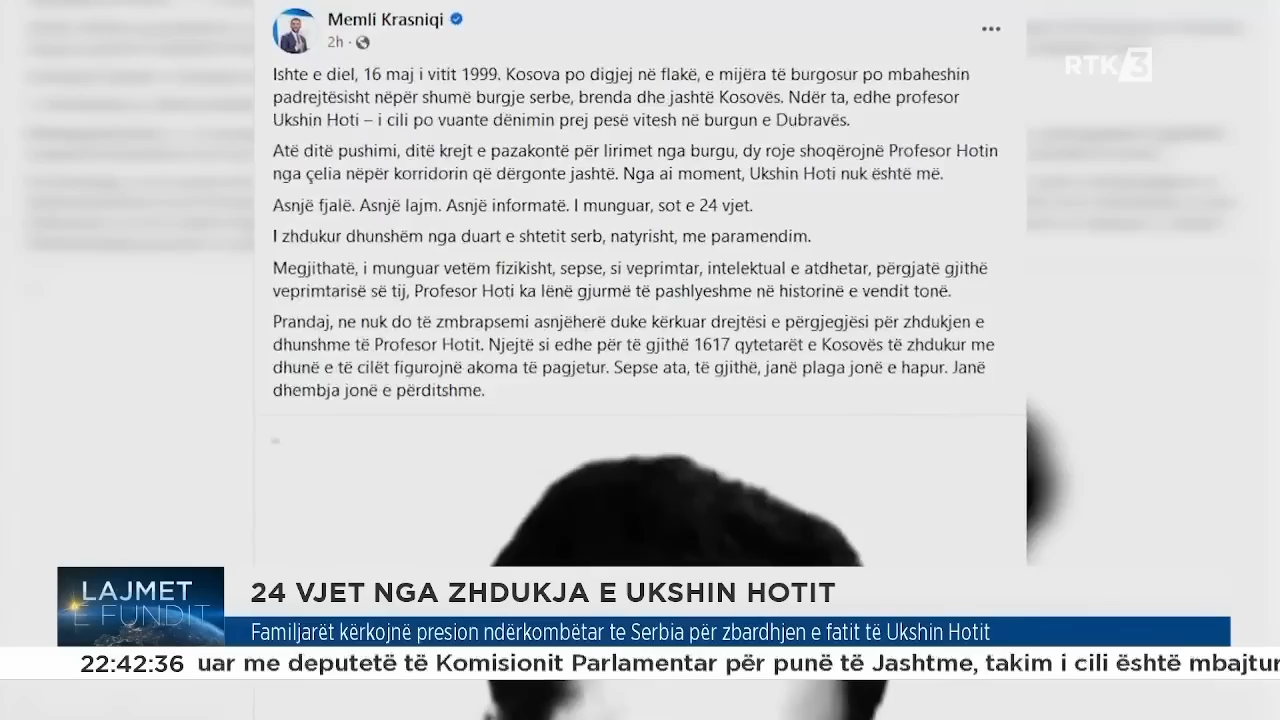 Memli Krasniqi
2h
RTK 3
Ishte e diel, 16 maj i vitit 1999. Kosova po digjej në flakë, e mijëra të burgosur po mbaheshin
padrejtësisht nëpër shumë burgje serbe, brenda dhe jashtë Kosovës. Ndër ta, edhe profesor
Ukshin Hoti – i cili po vuante dënimin prej pesë vitesh në burgun e Dubravës.
Atë ditë pushimi, ditë krejt e pazakontë për lirimet nga burgu, dy roje shoqërojnë Profesor Hotin
nga çelia nëpër korridorin që dërgonte jashtë. Nga ai moment, Ukshin Hoti nuk është më.
Asnjë fjalë. Asnjë lajm. Asnjë informatë. I munguar, sot e 24 vjet.
I zhdukur dhunshëm nga duart e shtetit serb, natyrisht, me paramendim.
Megjithatë, i munguar vetëm fizikisht, sepse, si veprimtar, intelektual e atdhetar, përgjatë gjithë
veprimtarisë së tij, Profesor Hoti ka lënë gjurmë të pashlyeshme në historinë e vendit tonë.
Prandaj, ne nuk do të zmbrapsemi asnjëherë duke kërkuar drejtësi e përgjegjësi për zhdukjen e
dhunshme të Profesor Hotit. Njejtë si edhe për të gjithë 1617 qytetarët e Kosovës të zhdukur me
dhunë e të cilët figurojnë akoma të pagjetur. Sepse ata, të gjithë, janë plaga jonë e hapur. Janë
dhembja jonë e përditshme.
LAJMET
E FUNDIT
24 VJET NGA ZHDUKJA E UKSHIN HOTIT
Familjarët kërkojnë presion ndërkombëtar te Serbia për zbardhjen e fatit të Ukshin Hotit
22:42:36 uar me deputetë të Komisionit Parlamentar për punë të Jashtme, takim i cili është mbajtur